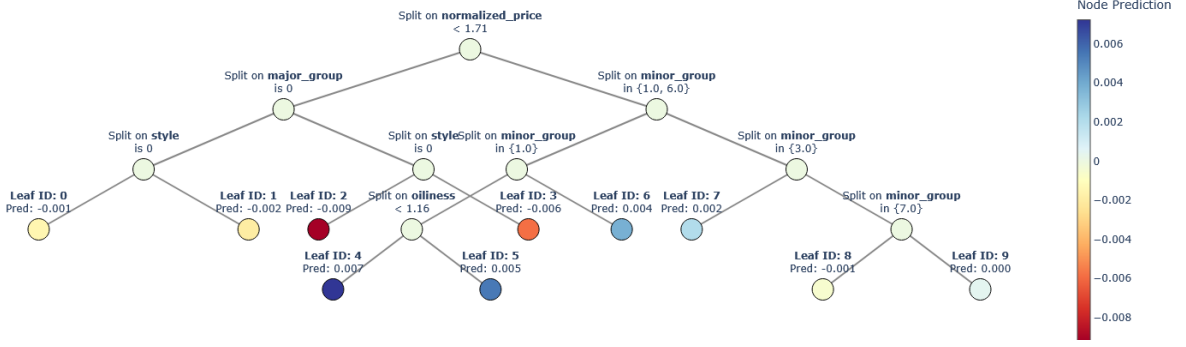 Node Prediction
Split on normalized_price
< 1.71
Split on major_group
is 0
Split on minor_group
in {1.0, 6.0}
Split on style
is 0
Split on style
is 0
Split on minor_group
in {1.0}
Split on minor_group
in {3.0}
Leaf ID: 0
Pred: -0.001
Leaf ID: 1
Pred: -0.002
Leaf ID: 2
Pred: -0.009
Split on oiliness
< 1.16
Leaf ID: 3
Pred: -0.006
Leaf ID: 6
Pred: 0.004
Leaf ID: 7
Pred: 0.002
Split on minor_group
in {7.0}
Leaf ID: 4
Pred: 0.007
Leaf ID: 5
Pred: 0.005
Leaf ID: 8
Pred: -0.001
Leaf ID: 9
Pred: 0.000
0.006
0.004
0.002
0
−0.002
−0.004
−0.006
−0.008